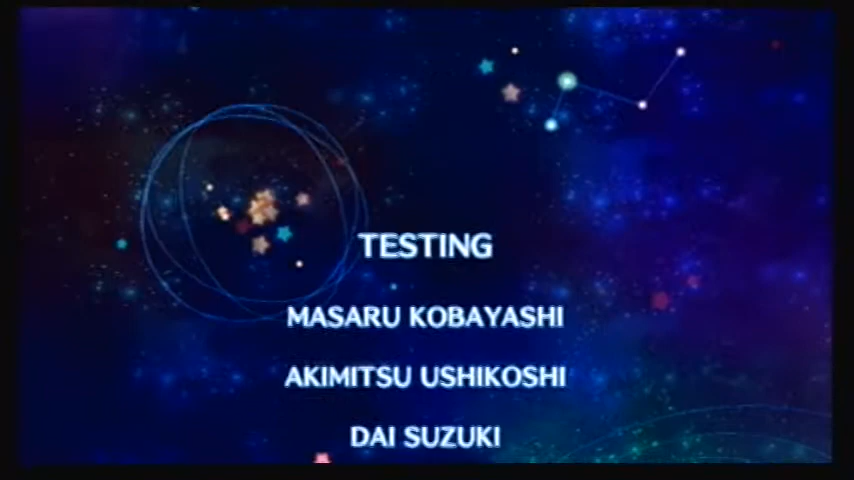 TESTING
MASARU KOBAYASHI
AKIMITSU USHIKOSHI
DAI SUZUKI